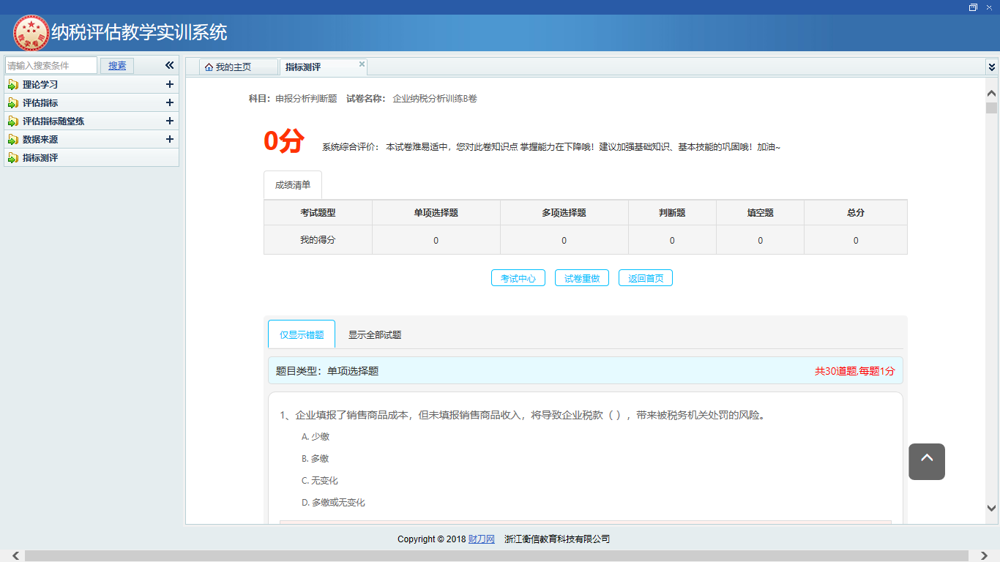 纳税评估教学实训系统
请输入搜索条件 搜素
理论学习
评估指标
评估指标随堂练
数据来源
指标测评
我的主页 指标测评
科目: 申报分析判断题 试卷名称: 企业纳税分析训练B卷
0分 系统综合评价: 本试卷难易适中，您对此卷知识点 掌握能力在下降哦！建议加强基础知识、基本技能的巩固哦！加油~
成绩清单
考试题型 单项选择题 多项选择题 判断题 填空题 总分
我的得分 0 0 0 0 0
考试中心 试卷重做 返回首页
仅显示错题 显示全部试题
题目类型：单项选择题 共30道题,每题1分
1、企业填报了销售商品成本，但未填报销售商品收入，将导致企业税款（ ），带来被税务机关处罚的风险。
A. 少缴
B. 多缴
C. 无变化
D. 多缴或无变化
Copyright © 2018 财刀网 浙江衡信教育科技有限公司